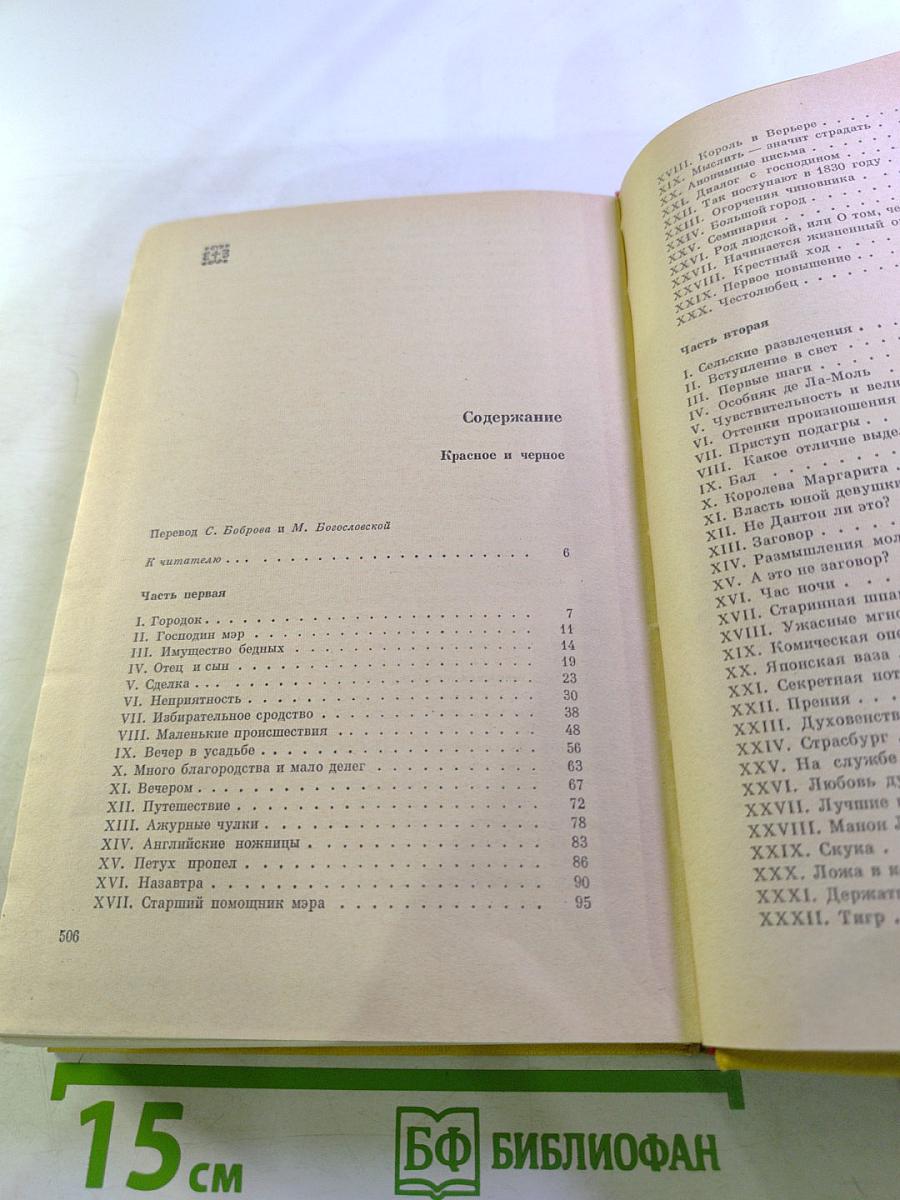 Содержание
Красное и черное
Перевод С. Боброва и М. Богословской
К читателю . . . . . . . . . . . . . . . . . . . . 6
Часть первая
I. Городок . . . . . . . . . . . . . . . . . . . . 7
II. Господин мэр . . . . . . . . . . . . . . . . . . 11
III. Имущество бедных . . . . . . . . . . . . . . . 14
IV. Отец и сын . . . . . . . . . . . . . . . . . . 19
V. Сделка . . . . . . . . . . . . . . . . . . . . 23
VI. Неприятность . . . . . . . . . . . . . . . . . 30
VII. Избирательное сродство . . . . . . . . . . . . 38
VIII. Маленькие происшествия . . . . . . . . . . . 48
IX. Вечер в усадьбе . . . . . . . . . . . . . . . . 56
X. Много благородства и мало денег . . . . . . . . 63
XI. Вечером . . . . . . . . . . . . . . . . . . . . 67
XII. Путешествие . . . . . . . . . . . . . . . . . 72
XIII. Ажурные чулки . . . . . . . . . . . . . . . . 78
XIV. Английские ножницы . . . . . . . . . . . . . . 83
XV. Петух пропел . . . . . . . . . . . . . . . . . 86
XVI. Назавтра . . . . . . . . . . . . . . . . . . . 90
XVII. Старший помощник мэра . . . . . . . . . . . . 95
506
XVIII. Король в Верьере . . . . .
XIX. Мыслить — значит страдать . .
XX. Анонимные письма . . . . .
XXI. Диалог с господином . . . .
XXII. Так поступают в 1830 году . .
XXIII. Огорчения чиновника . . .
XXIV. Большой город . . . . .
XXV. Семинария . . . . . .
XXVI. Род людской, или О том, че
XXVII. Начинается жизненный о
XXVIII. Крестный ход . . . .
XXIX. Первое повышение . . .
XXX. Честолюбец . . . . . .
Часть вторая
I. Сельские развлечения . . .
II. Вступление в свет . . . .
III. Первые шаги . . . . . .
IV. Особняк де Ла-Моль . . .
V. Чувствительность и вели
VI. Оттенки произношения
VII. Приступ подагры . . .
VIII. Какое отличие выдел
IX. Бал . . . . . . . .
X. Королева Маргарита . .
XI. Власть юной девушки
XII. Не Дантон ли это?
XIII. Заговор . . . . .
XIV. Размышления мол
XV. А это не заговор?
XVI. Час ночи . . . .
XVII. Старинная шпа
XVIII. Ужасные мгно
XIX. Комическая опе
XX. Японская ваза .
XXI. Секретная нот
XXII. Прения . . .
XXIII. Духовенств
XXIV. Страсбург .
XXV. На службе
XXVI. Любовь ду
XXVII. Лучшие
XXVIII. Манон Л
XXIX. Скука .
XXX. Ложа в
XXXI. Держать
XXXII. Тигр .
15 см
БФ БИБЛИОФАН